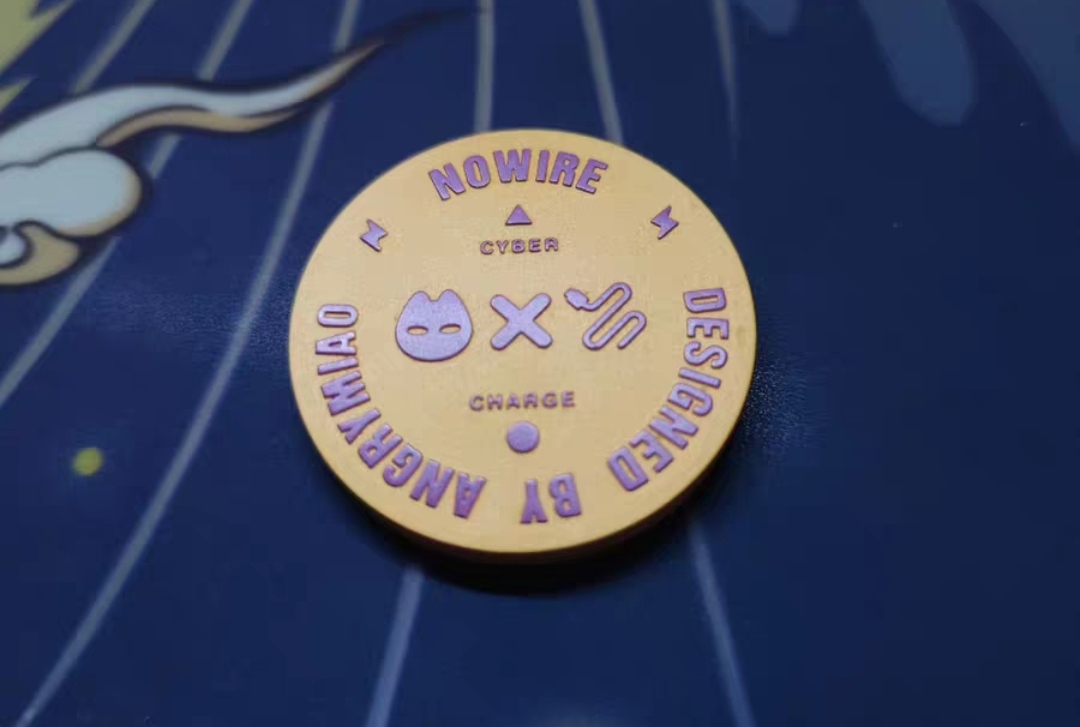 NOWIRE
CYBER
CHARGE
DESIGNED BY ANGRYMIAO